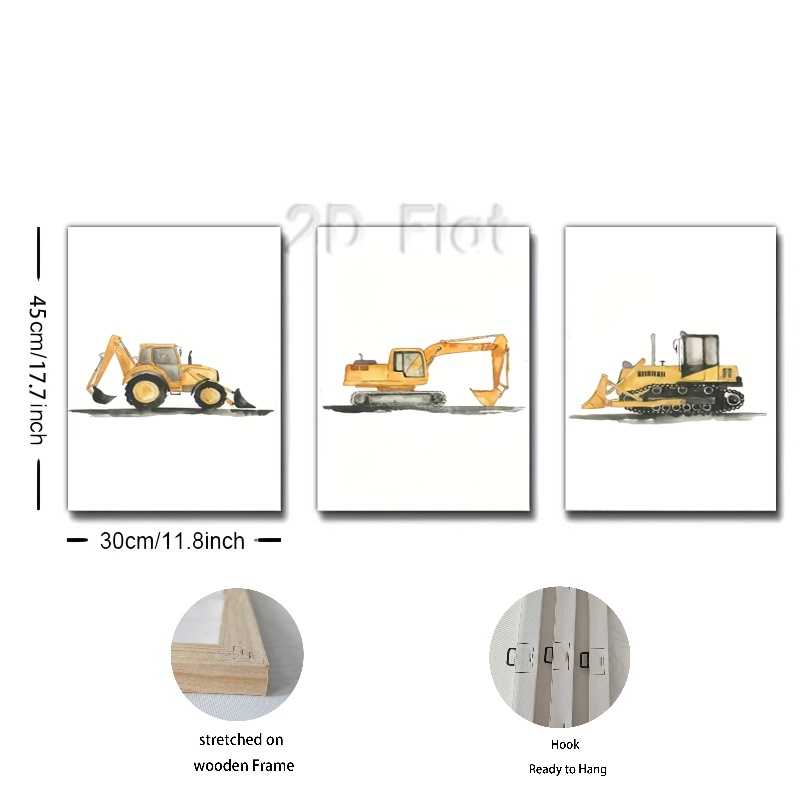 2D Flat
45cm/17.7inch
30cm/11.8inch
stretched on
wooden Frame
Hook
Ready to Hang